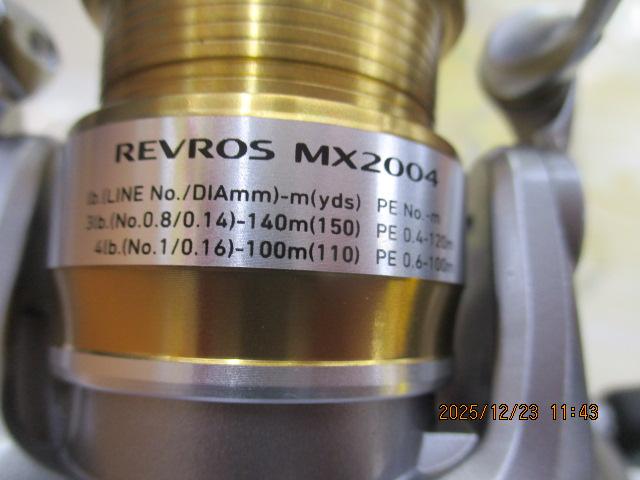 REVROS MX2004
lb.(LINE No./DIAmm)-m(yds) PE No.-m
3lb.(No.0.8/0.14)-140m(150) PE 0.4-120m
4lb.(No.1/0.16)-100m(110) PE 0.6-100m
2025/12/23 11:43